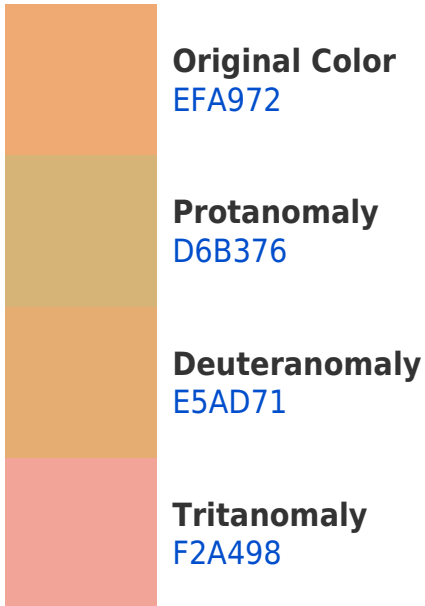 Original Color
EFA972
Protanomaly
D6B376
Deuteranomaly
E5AD71
Tritanomaly
F2A498